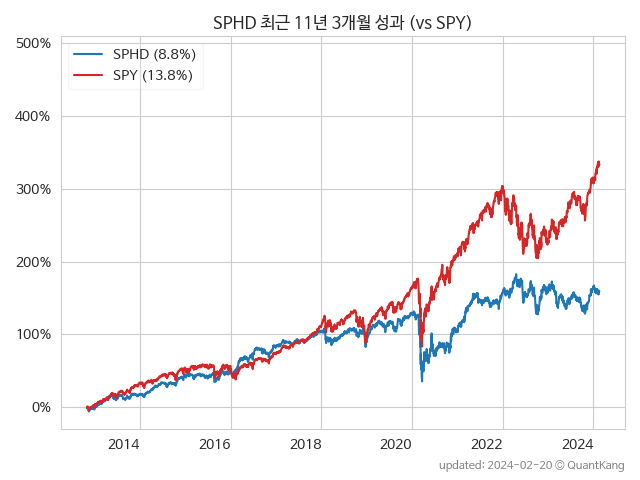 SPHD 최근 11년 3개월 성과 (vs SPY)
500%
SPHD (8.8%)
SPY (13.8%)
400%
300%
200%
100%
0%
2014 2016 2018 2020 2022 2024
updated: 2024-02-20 © QuantKang